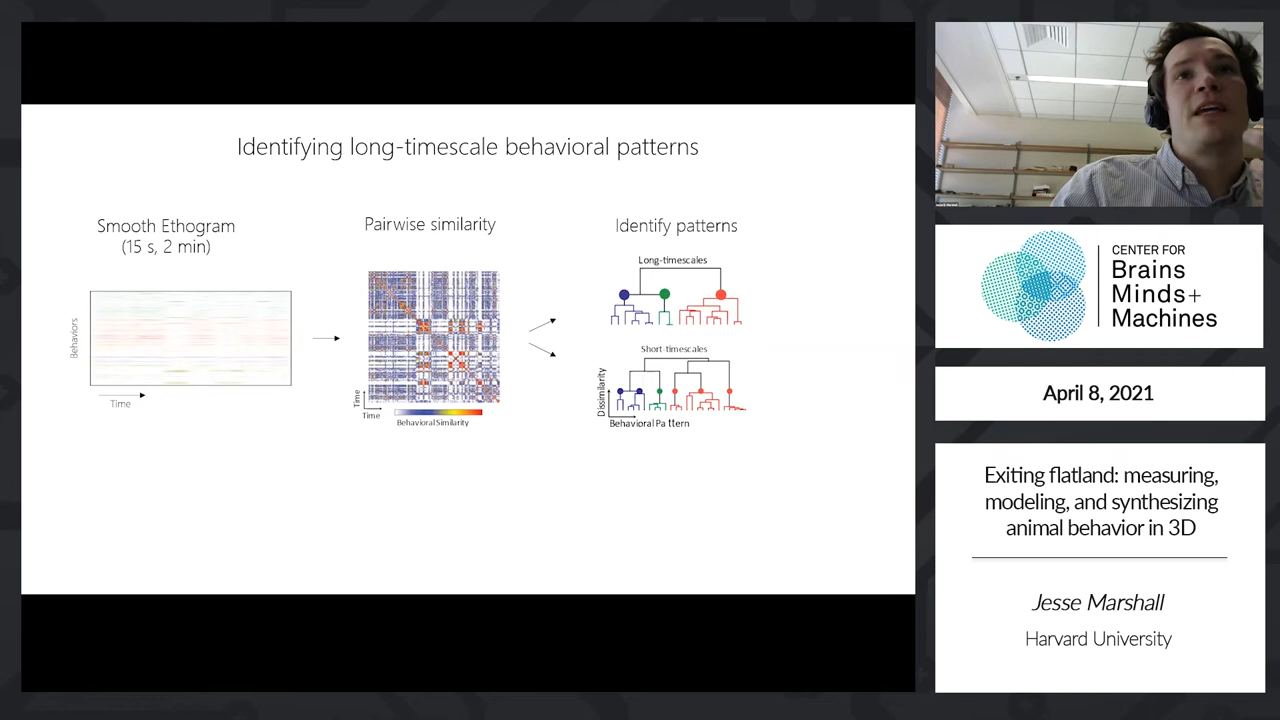 Identifying long-timescale behavioral patterns
Smooth Ethogram
(15 s, 2 min)
Behaviors
Time
Pairwise similarity
Time
Time
Behavioral Similarity
Identify patterns
Long-timescales
Short-timescales
Dissimilarity
Behavioral Pattern
CENTER FOR
Brains
Minds+
Machines
April 8, 2021
Exiting flatland: measuring,
modeling, and synthesizing
animal behavior in 3D
Jesse Marshall
Harvard University